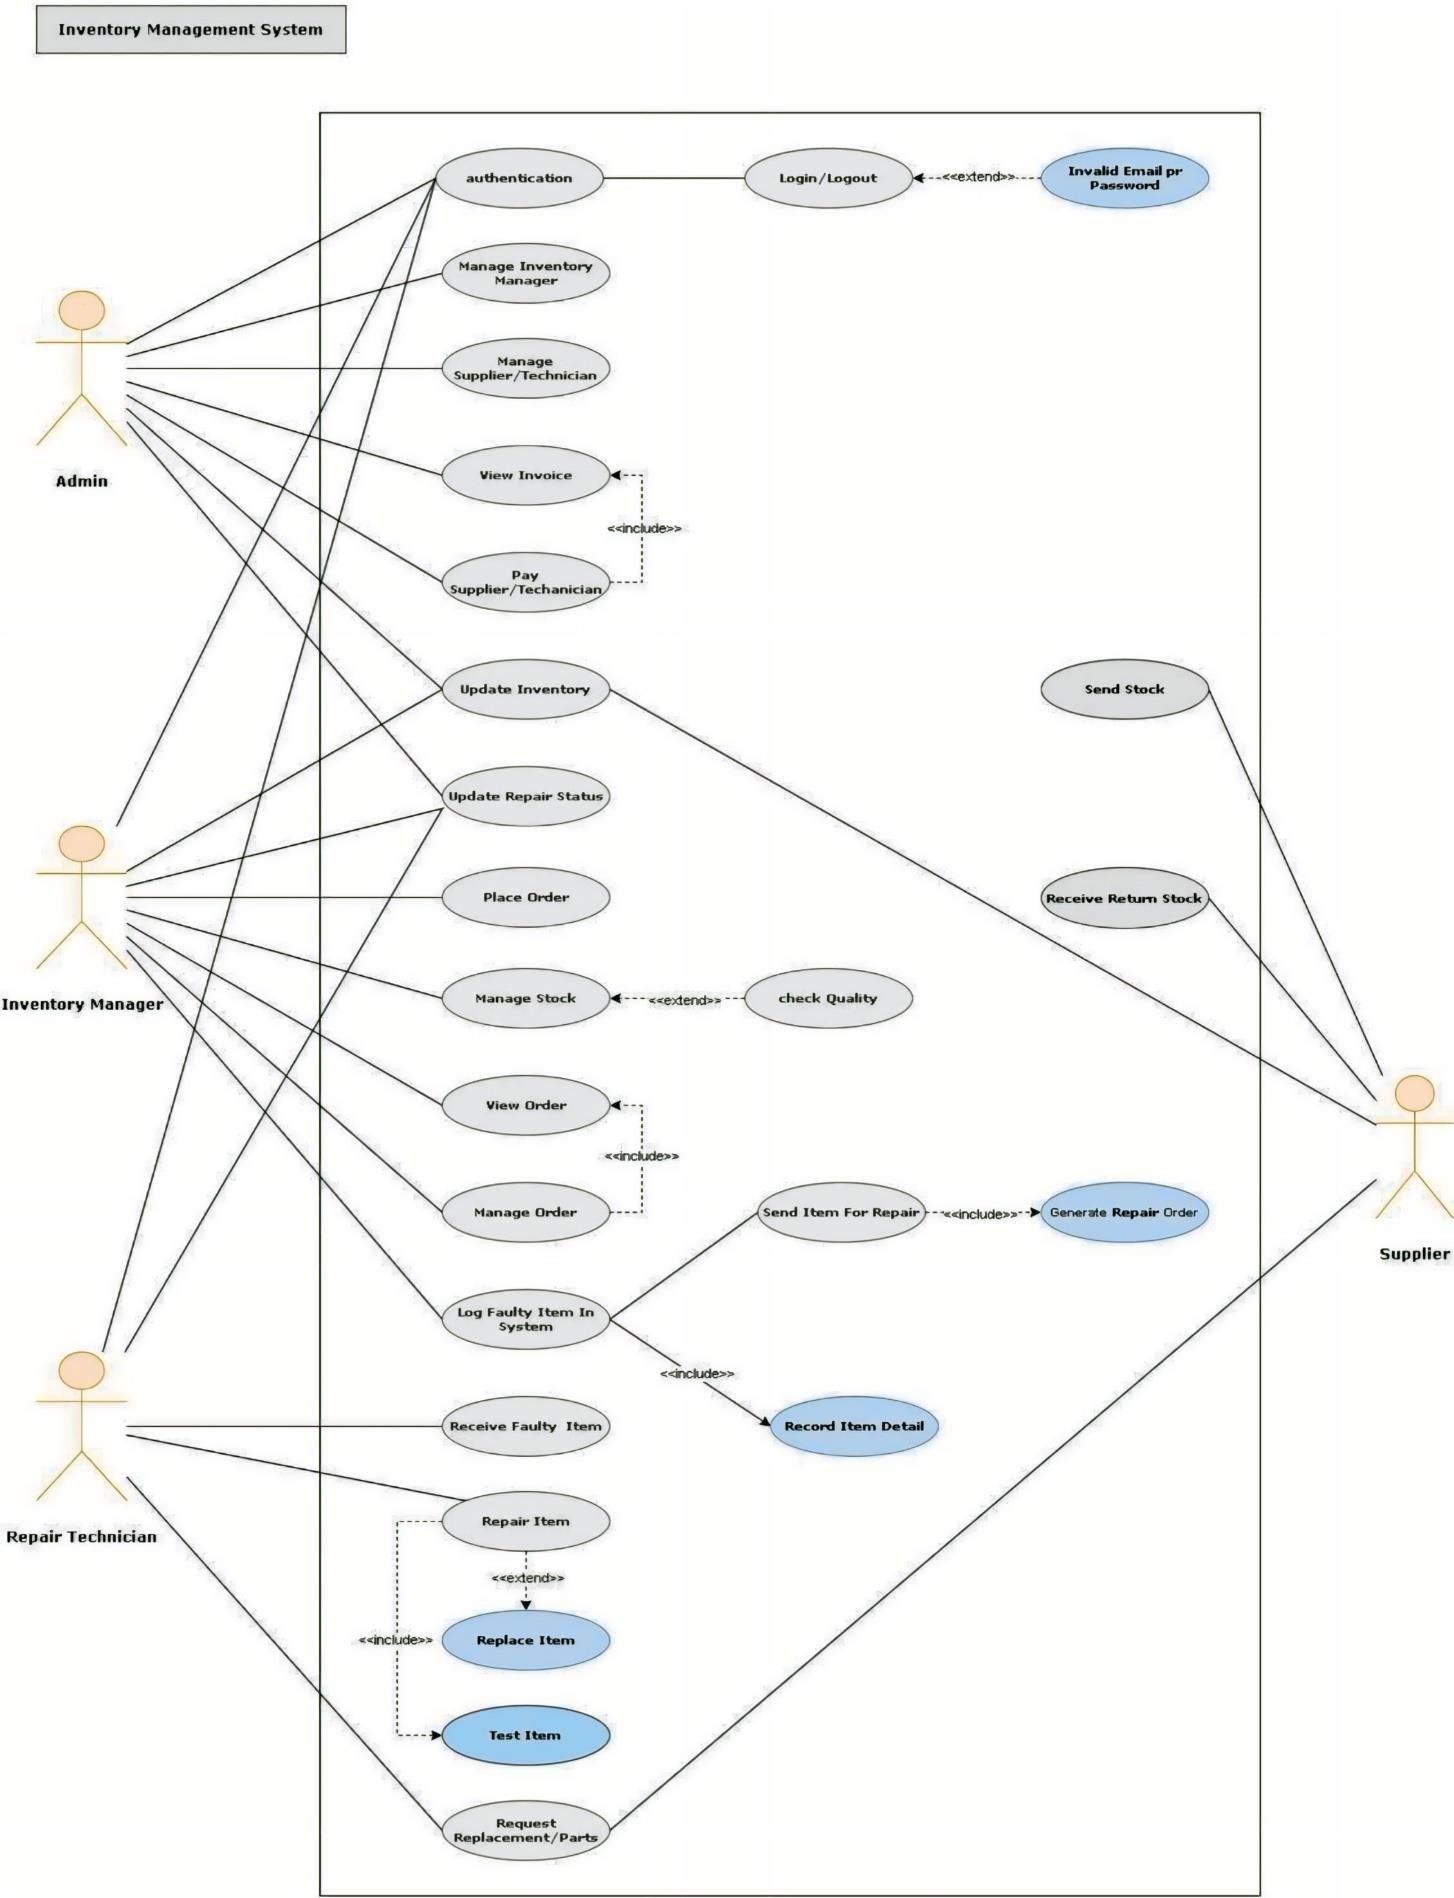 Inventory Management System
authentication
Login/Logout
<<extend>>
Invalid Email pr
Password
Manage Inventory
Manager
Manage
Supplier/Technician
Admin
View Invoice
<<include>>
Pay
Supplier/Techanician
Update Inventory
Send Stock
Update Repair Status
Place Order
Receive Return Stock
Inventory Manager
Manage Stock
<<extend>>
check Quality
View Order
<<include>>
Manage Order
Send Item For Repair
<<include>>
Generate Repair Order
Supplier
Log Faulty Item In
System
<<include>>
Receive Faulty Item
Record Item Detail
Repair Technician
Repair Item
<<extend>>
<<include>>
Replace Item
Test Item
Request
Replacement/Parts